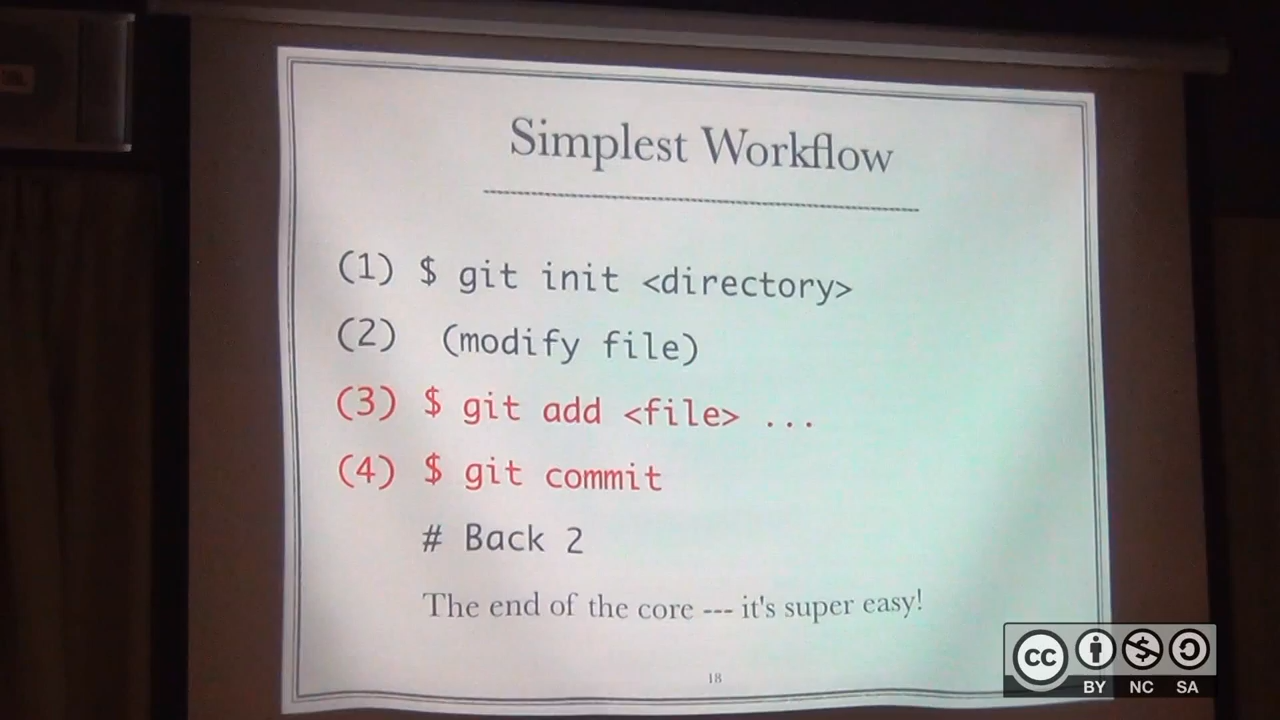 Simplest Workflow
(1) $ git init <directory>
(2) (modify file)
(3) $ git add <file> ...
(4) $ git commit
# Back 2
The end of the core --- it's super easy!
18
cc
BY NC SA